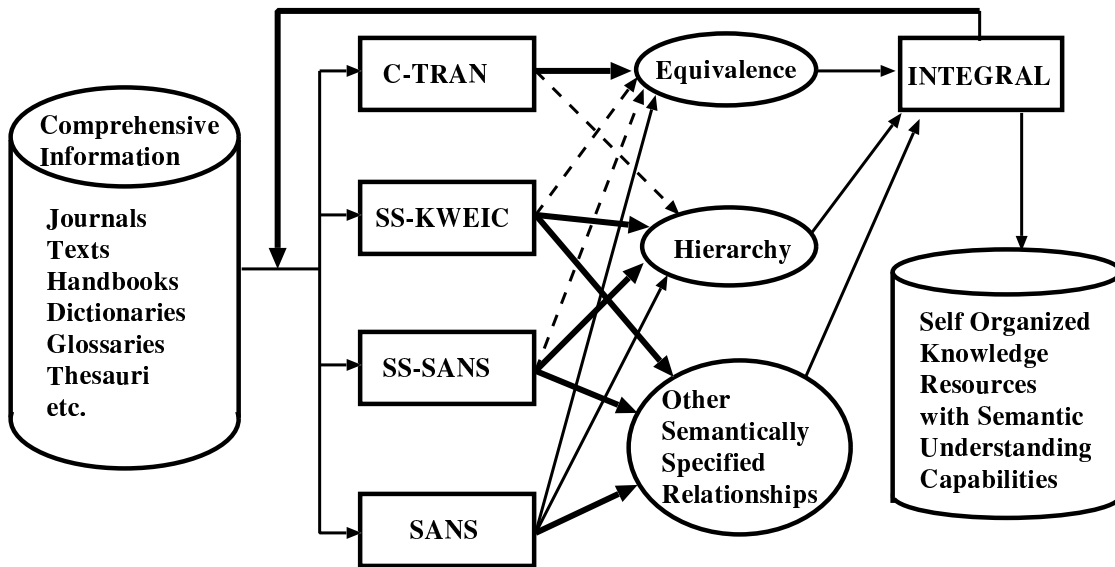 Comprehensive
Information
Journals
Texts
Handbooks
Dictionaries
Glossaries
Thesauri
etc.
C-TRAN
SS-KWEIC
SS-SANS
SANS
Equivalence
Hierarchy
Other
Semantically
Specified
Relationships
INTEGRAL
Self Organized
Knowledge
Resources
with Semantic
Understanding
Capabilities